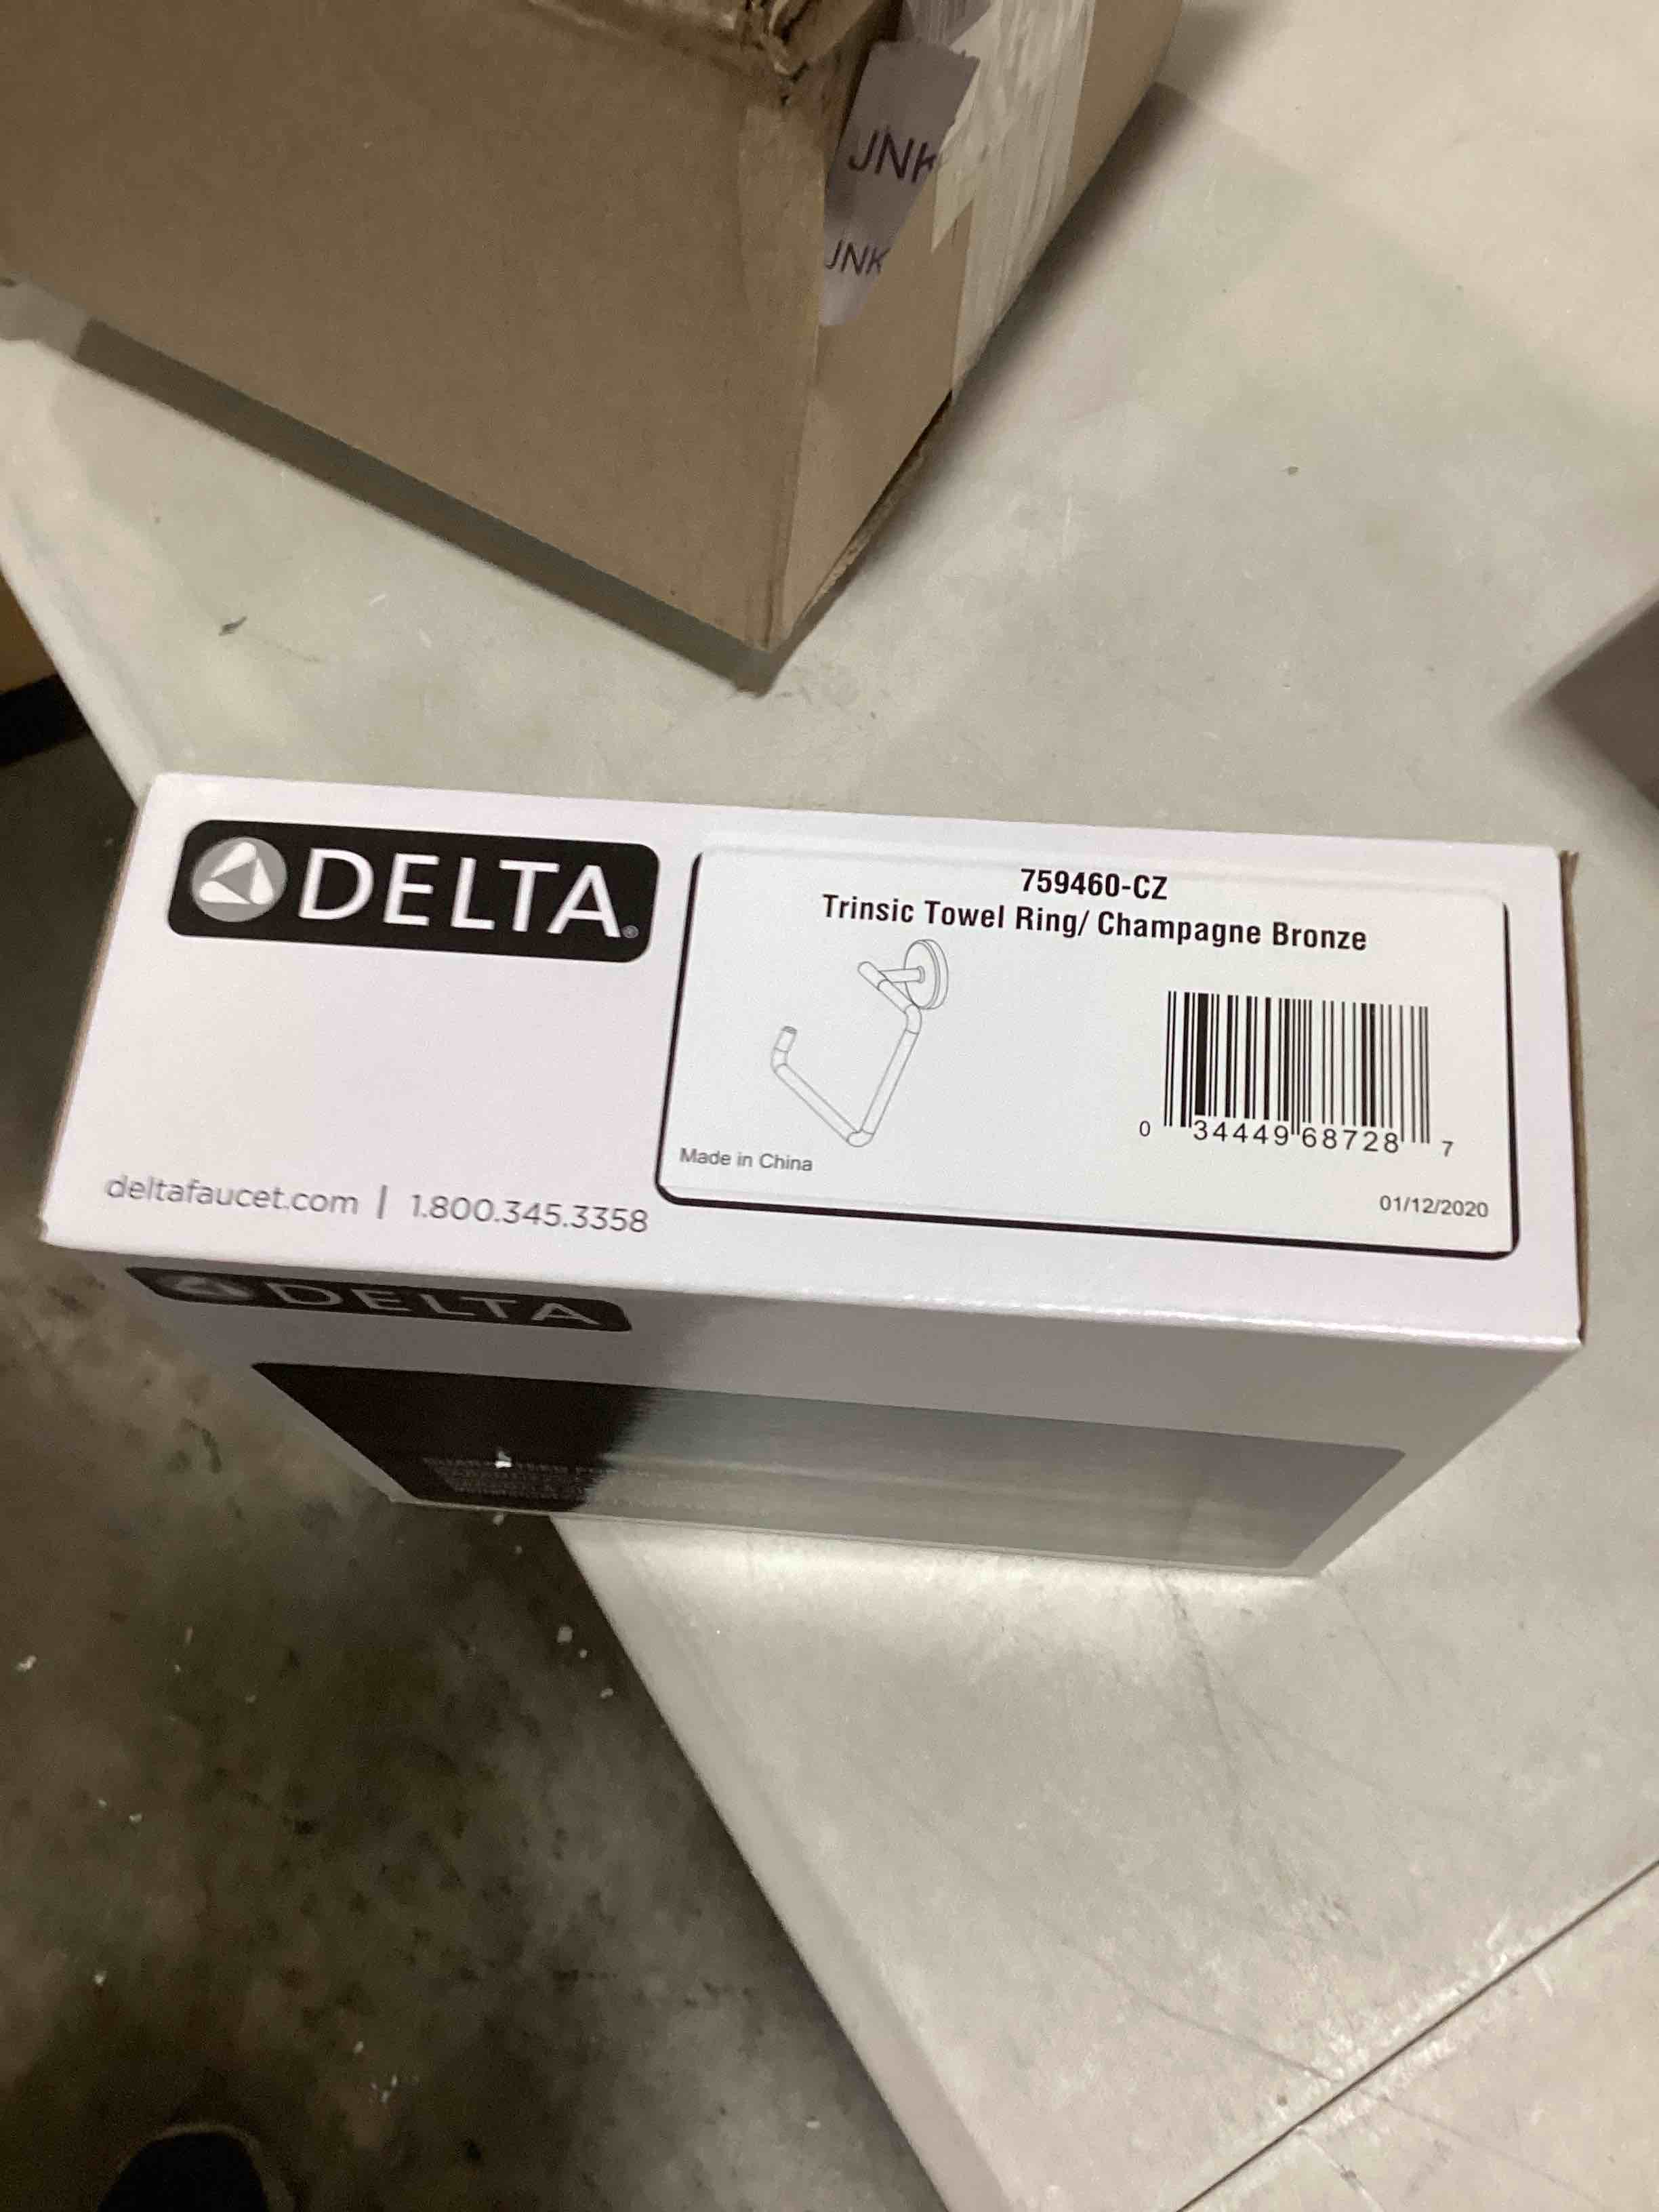 JNK
JNK
DELTA®
759460-CZ
Trinsic Towel Ring/ Champagne Bronze
0 34449 68728 7
Made in China
01/12/2020
deltafaucet.com | 1.800.345.3358
DELTA